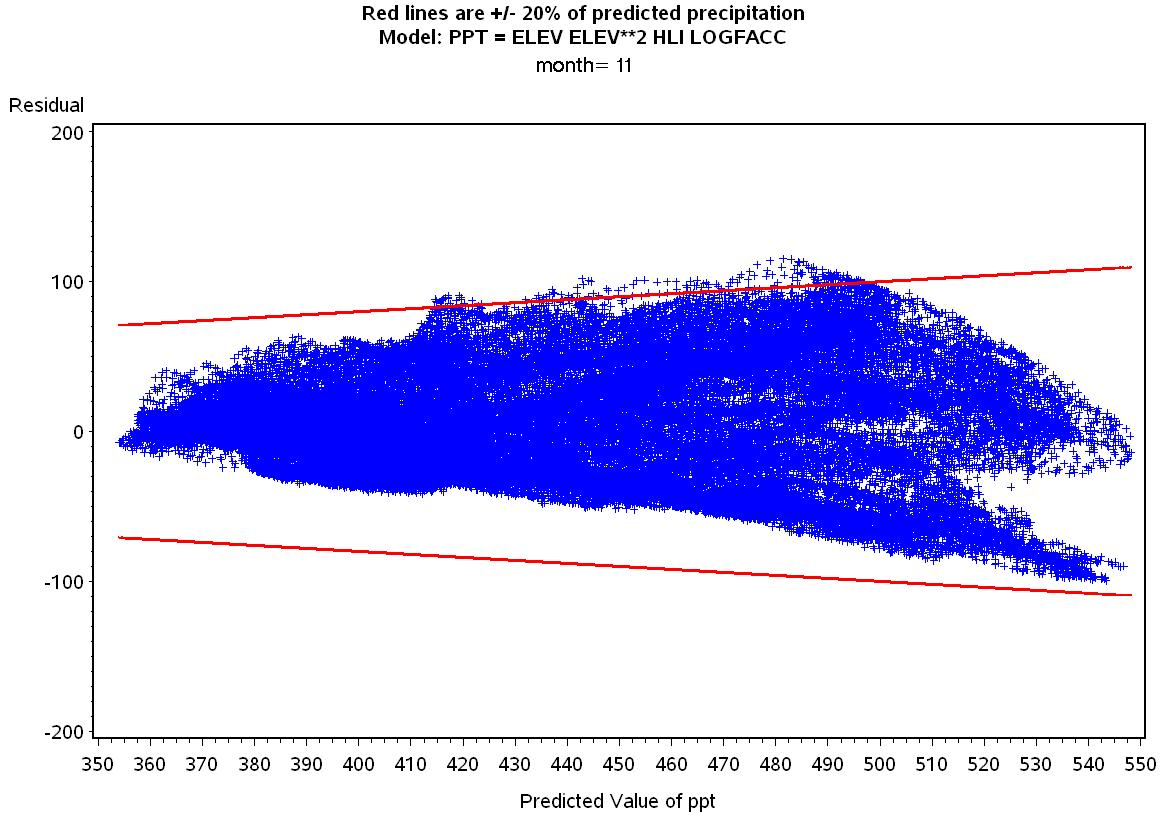 Red lines are +/- 20% of predicted precipitation
Model: PPT = ELEV ELEV**2 HLI LOGFACC
month= 11
Residual
200
100
0
-100
-200
350 360 370 380 390 400 410 420 430 440 450 460 470 480 490 500 510 520 530 540 550
Predicted Value of ppt